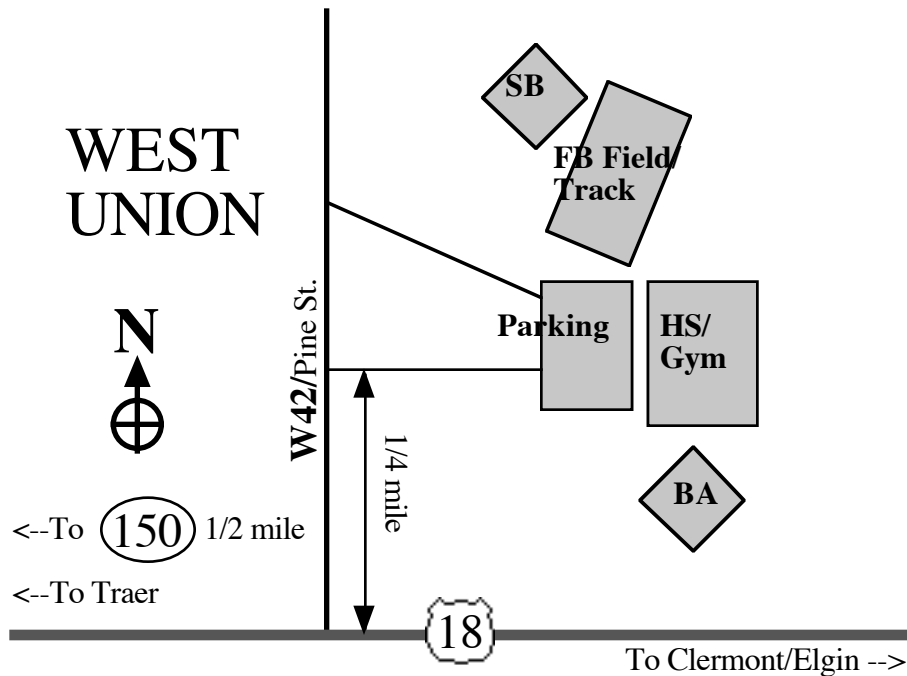 SB
WEST
UNION
FB Field/
Track
N
W42/Pine St.
Parking
HS/
Gym
1/4 mile
BA
<--To 150 1/2 mile
<--To Traer
18
To Clermont/Elgin -->